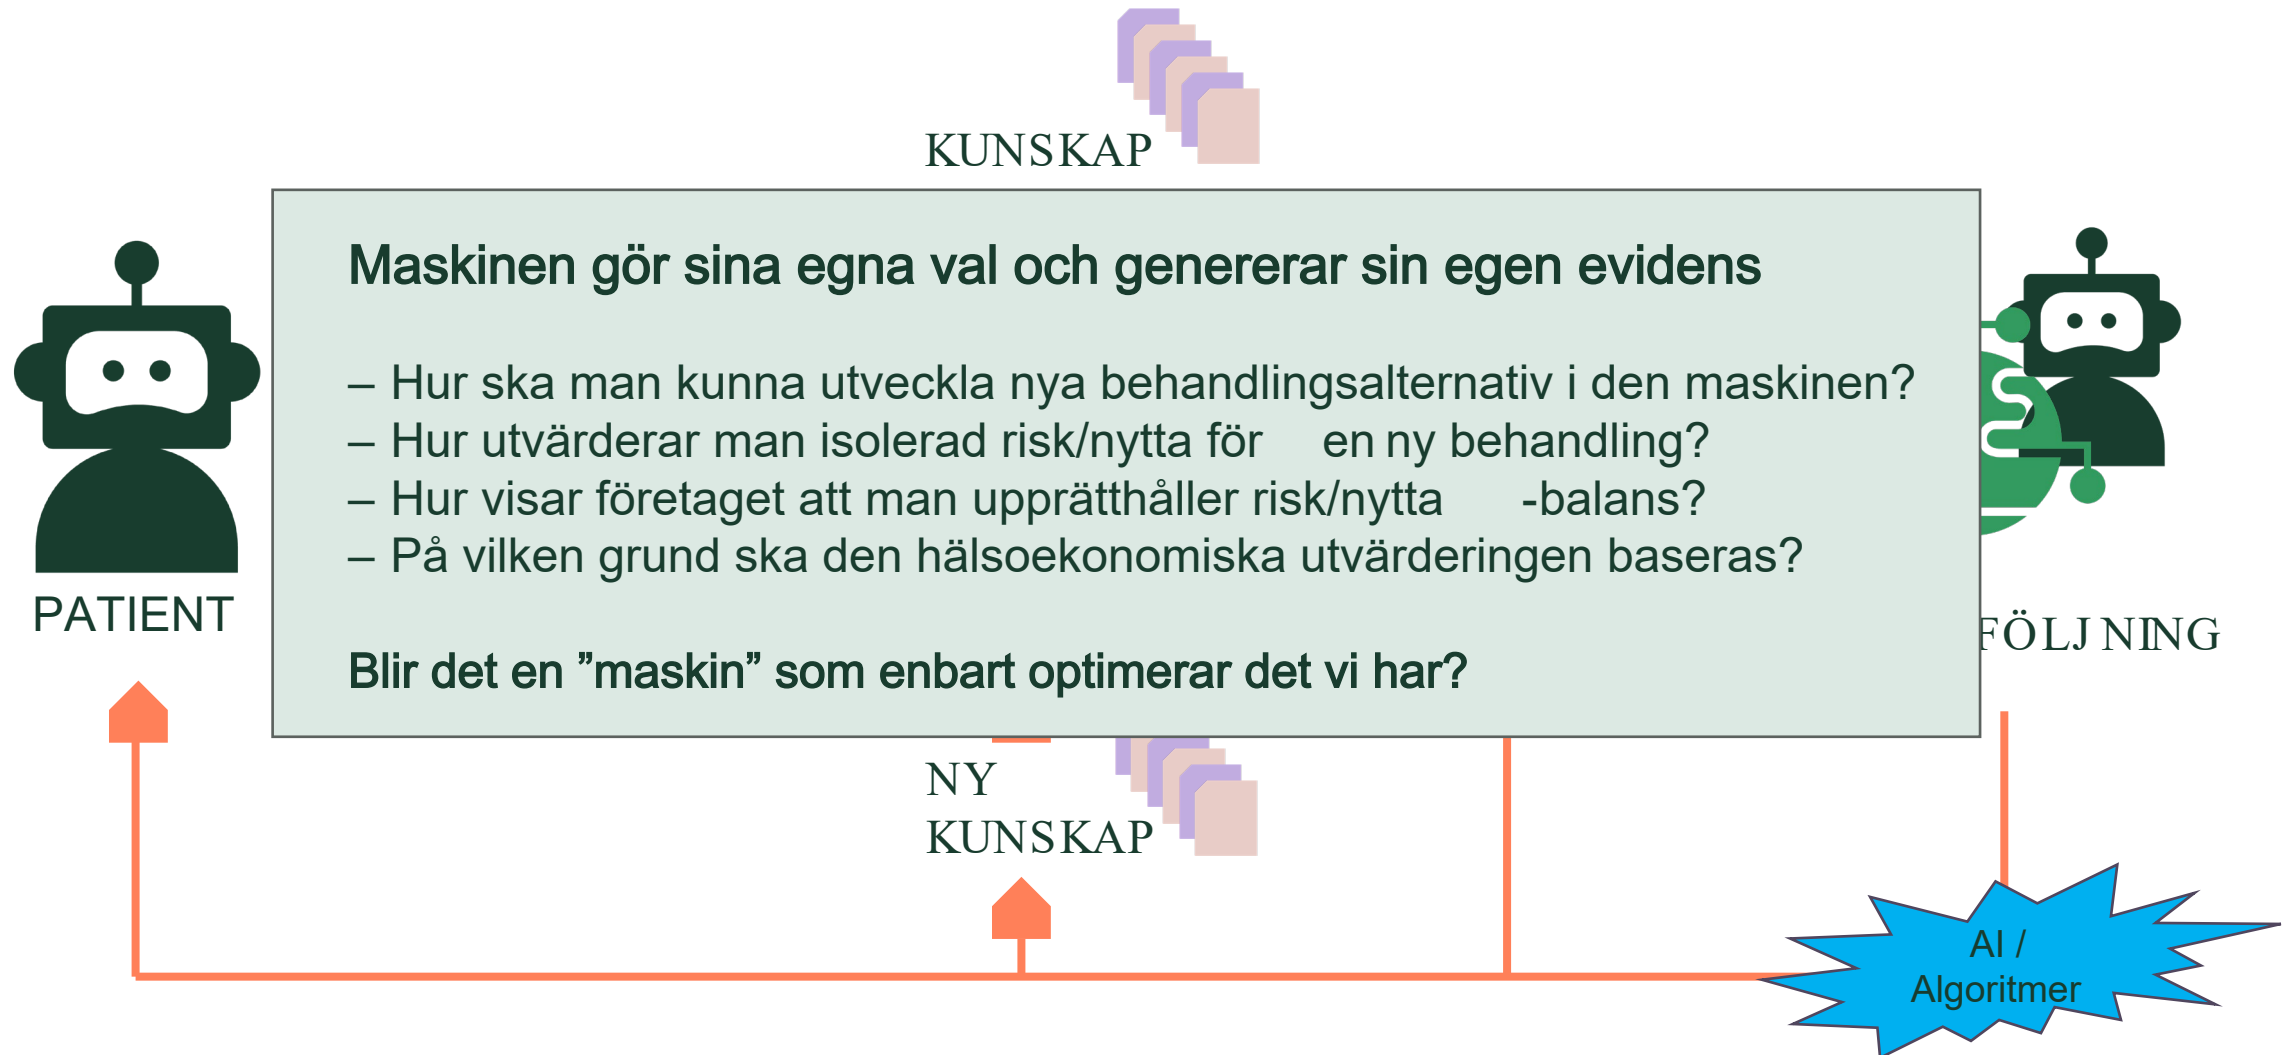 KUNSKAP
Maskinen gör sina egna val och genererar sin egen evidens
– Hur ska man kunna utveckla nya behandlingsalternativ i den maskinen?
– Hur utvärderar man isolerad risk/nytta för en ny behandling?
– Hur visar företaget att man upprätthåller risk/nytta -balans?
– På vilken grund ska den hälsoekonomiska utvärderingen baseras?
Blir det en ”maskin” som enbart optimerar det vi har?
PATIENT
FÖLJNING
NY
KUNSKAP
AI /
Algoritmer